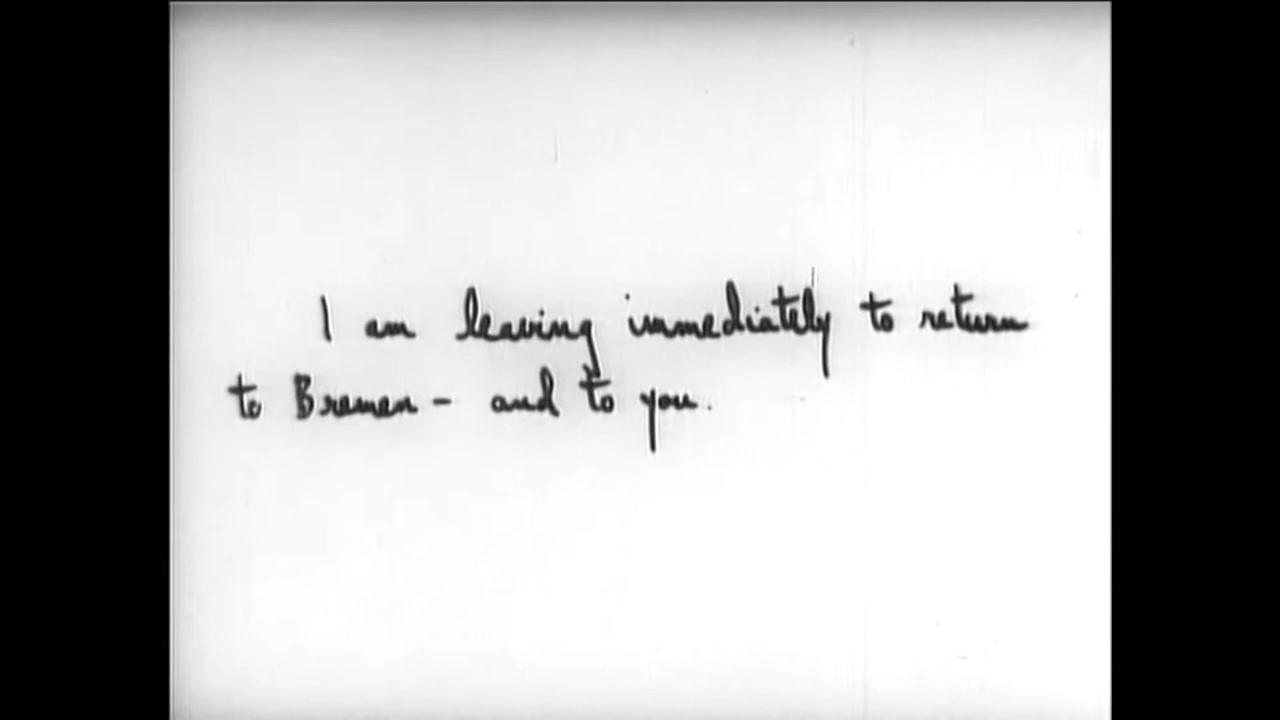 I am leaving immediately to return
to Bremen - and to you.